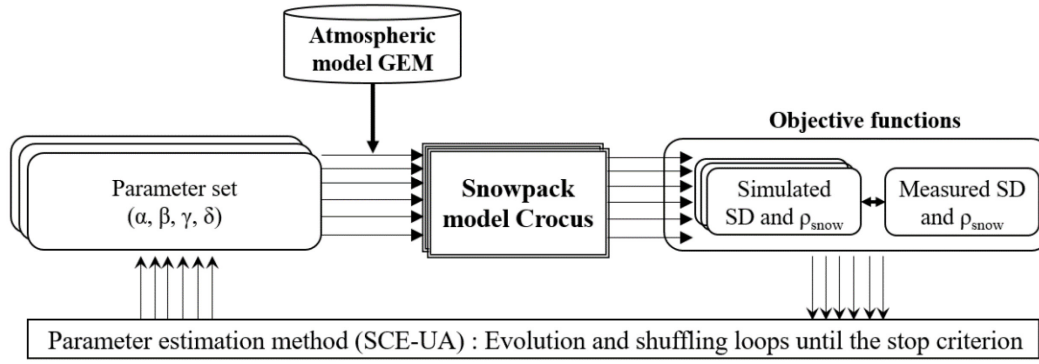 Atmospheric
model GEM
Objective functions
Parameter set
(α, β, γ, δ)
Snowpack
model Crocus
Simulated
SD and ρsnow
Measured SD
and ρsnow
Parameter estimation method (SCE-UA) : Evolution and shuffling loops until the stop criterion